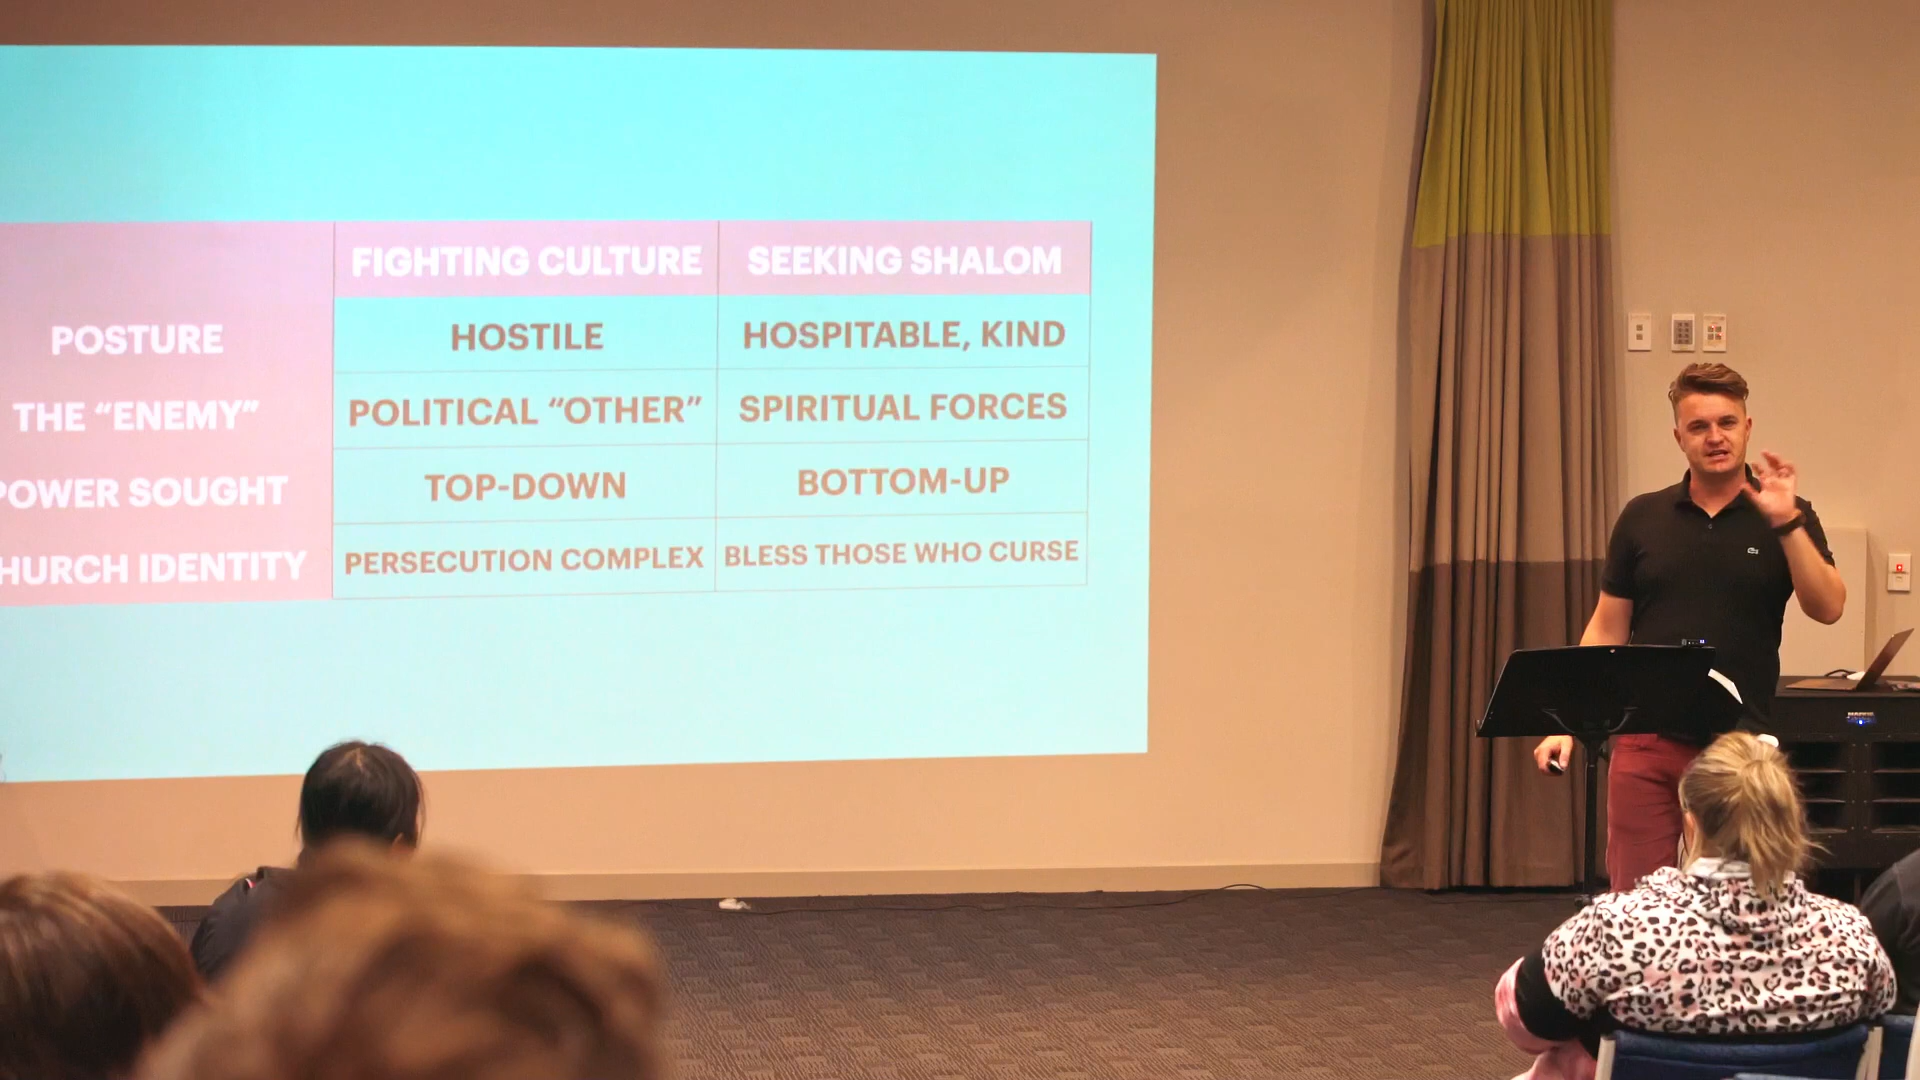 FIGHTING CULTURE SEEKING SHALOM
POSTURE HOSTILE HOSPITABLE, KIND
THE “ENEMY” POLITICAL “OTHER” SPIRITUAL FORCES
POWER SOUGHT TOP-DOWN BOTTOM-UP
HURCH IDENTITY PERSECUTION COMPLEX BLESS THOSE WHO CURSE